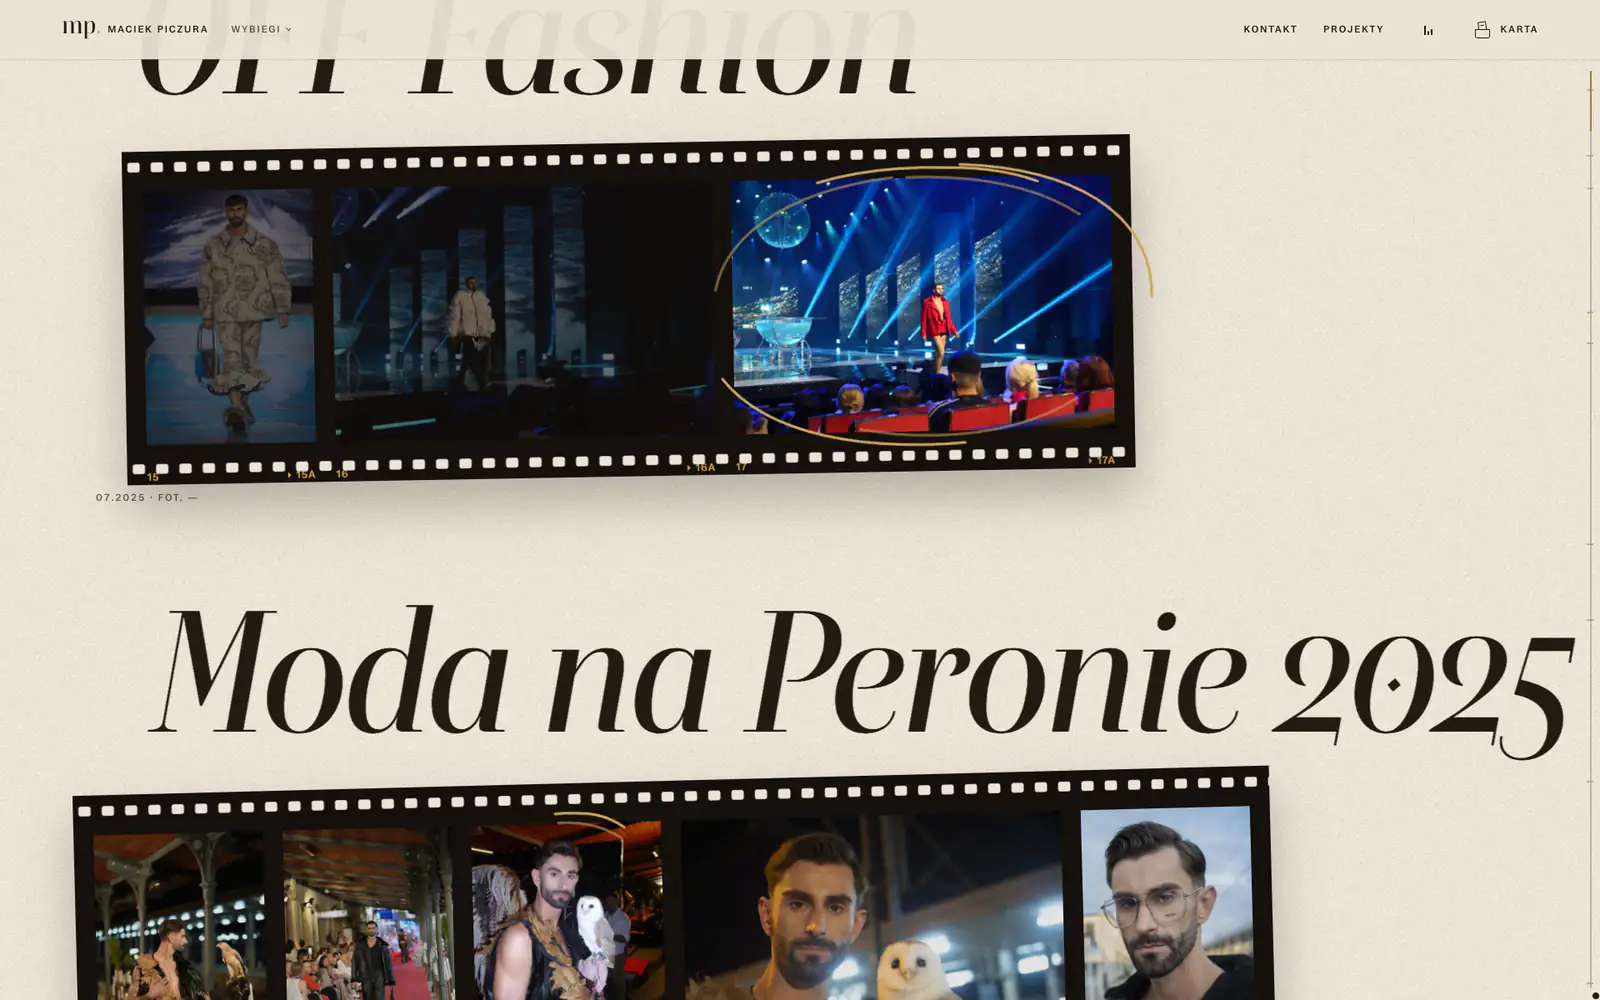 mp. MACIEK PICZURA WYBIEGI
KONTAKT PROJEKTY KARTA
OFF Fashion
15 15A 16 16A 17 17A
07.2025 · FOT. —
Moda na Peronie 2025